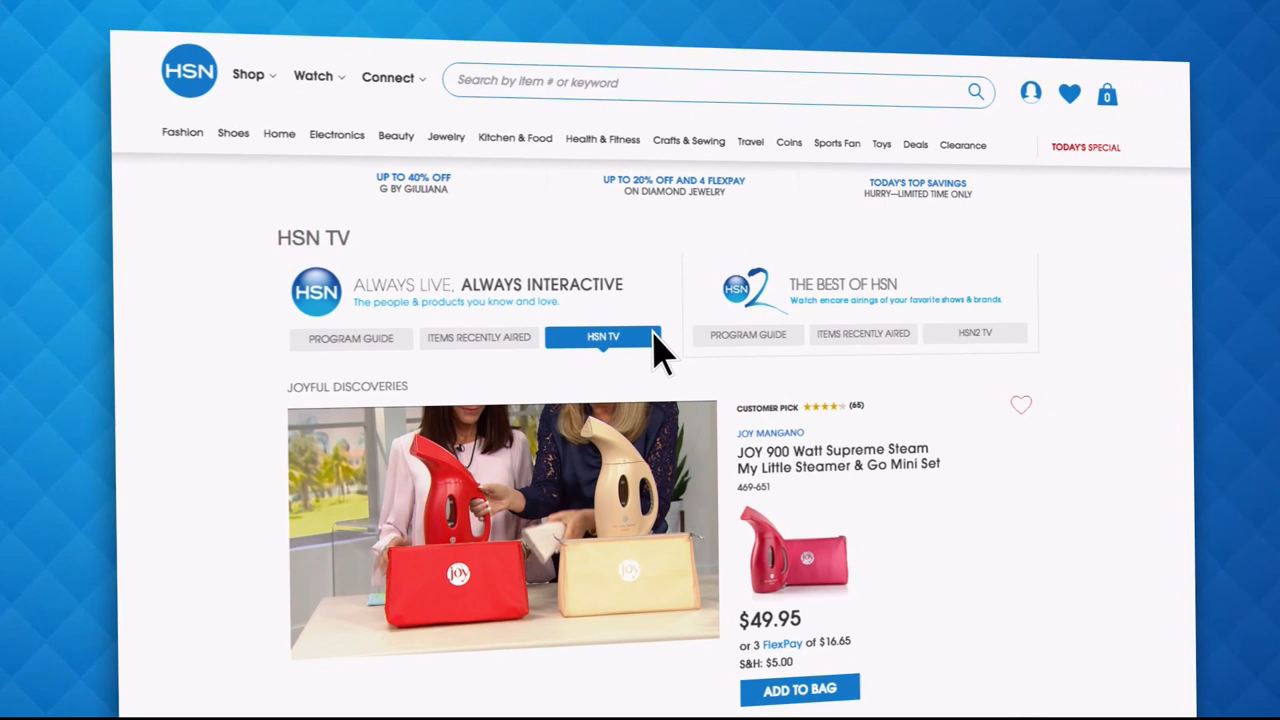 HSN
Shop
Watch
Connect
Search by item # or keyword
0
Fashion
Shoes
Home
Electronics
Beauty
Jewelry
Kitchen & Food
Health & Fitness
Crafts & Sewing
Travel
Coins
Sports Fan
Toys
Deals
Clearance
TODAY'S SPECIAL
UP TO 40% OFF
G BY GIULIANA
UP TO 20% OFF AND 4 FLEXPAY
ON DIAMOND JEWELRY
TODAY'S TOP SAVINGS
HURRY—LIMITED TIME ONLY
HSN TV
HSN
ALWAYS LIVE, ALWAYS INTERACTIVE
The people & products you know and love.
PROGRAM GUIDE
ITEMS RECENTLY AIRED
HSN TV
HSN2
THE BEST OF HSN
Watch encore airings of your favorite shows & brands.
PROGRAM GUIDE
ITEMS RECENTLY AIRED
HSN2 TV
JOYFUL DISCOVERIES
joy
joy
CUSTOMER PICK
(65)
JOY MANGANO
JOY 900 Watt Supreme Steam
My Little Steamer & Go Mini Set
469-651
joy
$49.95
or 3 FlexPay of $16.65
S&H: $5.00
ADD TO BAG